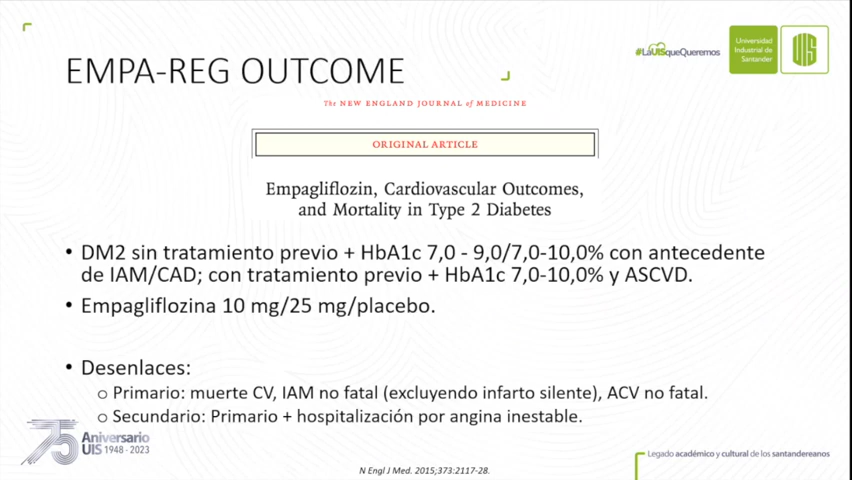 #LaUISqueQueremos
Universidad
Industrial de
Santander
UIS
EMPA-REG OUTCOME
The NEW ENGLAND JOURNAL of MEDICINE
ORIGINAL ARTICLE
Empagliflozin, Cardiovascular Outcomes,
and Mortality in Type 2 Diabetes
• DM2 sin tratamiento previo + HbA1c 7,0 - 9,0/7,0-10,0% con antecedente
de IAM/CAD; con tratamiento previo + HbA1c 7,0-10,0% y ASCVD.
• Empagliflozina 10 mg/25 mg/placebo.
• Desenlaces:
o Primario: muerte CV, IAM no fatal (excluyendo infarto silente), ACV no fatal.
o Secundario: Primario + hospitalización por angina inestable.
75 Aniversario
UIS 1948 - 2023
Legado académico y cultural de los santandereanos
N Engl J Med. 2015;373:2117-28.